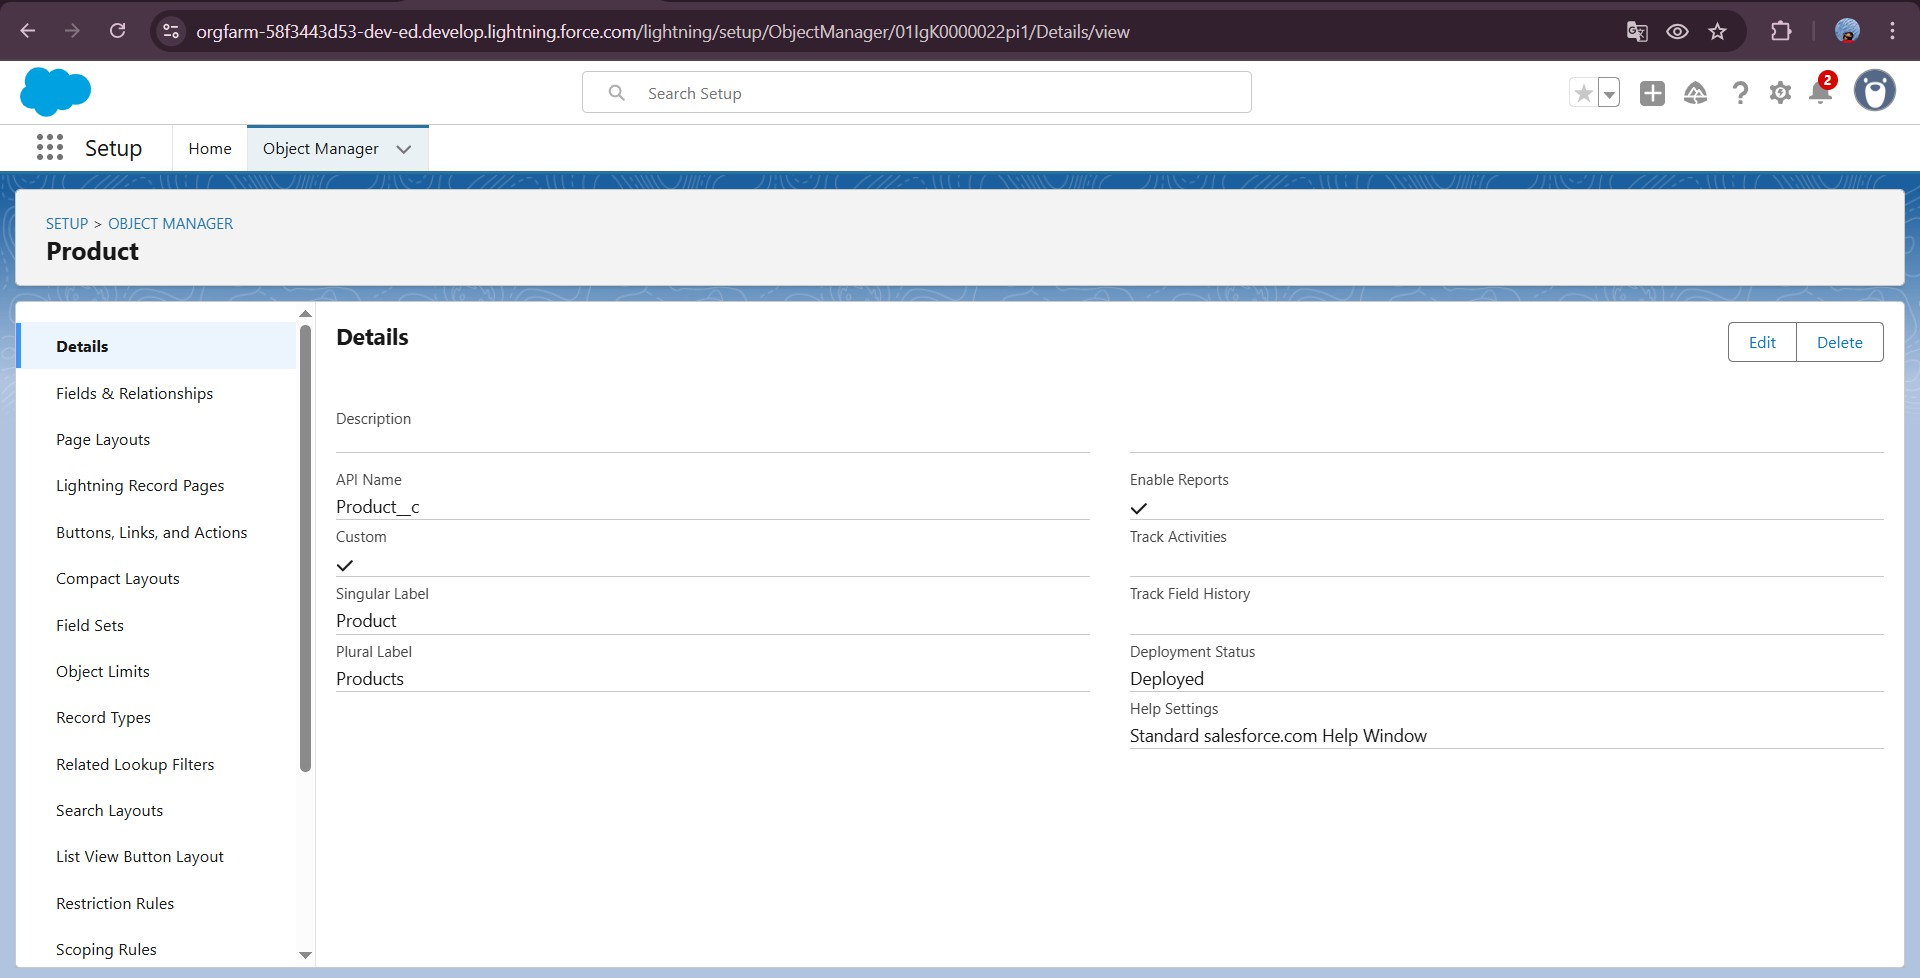 orgfarm-58f3443d53-dev-ed.develop.lightning.force.com/lightning/setup/ObjectManager/01IgK0000022pi1/Details/view
Search Setup
2
Setup
Home
Object Manager
SETUP > OBJECT MANAGER
Product
Details
Fields & Relationships
Page Layouts
Lightning Record Pages
Buttons, Links, and Actions
Compact Layouts
Field Sets
Object Limits
Record Types
Related Lookup Filters
Search Layouts
List View Button Layout
Restriction Rules
Scoping Rules
Details
Edit
Delete
Description
API Name
Product__c
Custom
Singular Label
Product
Plural Label
Products
Enable Reports
Track Activities
Track Field History
Deployment Status
Deployed
Help Settings
Standard salesforce.com Help Window